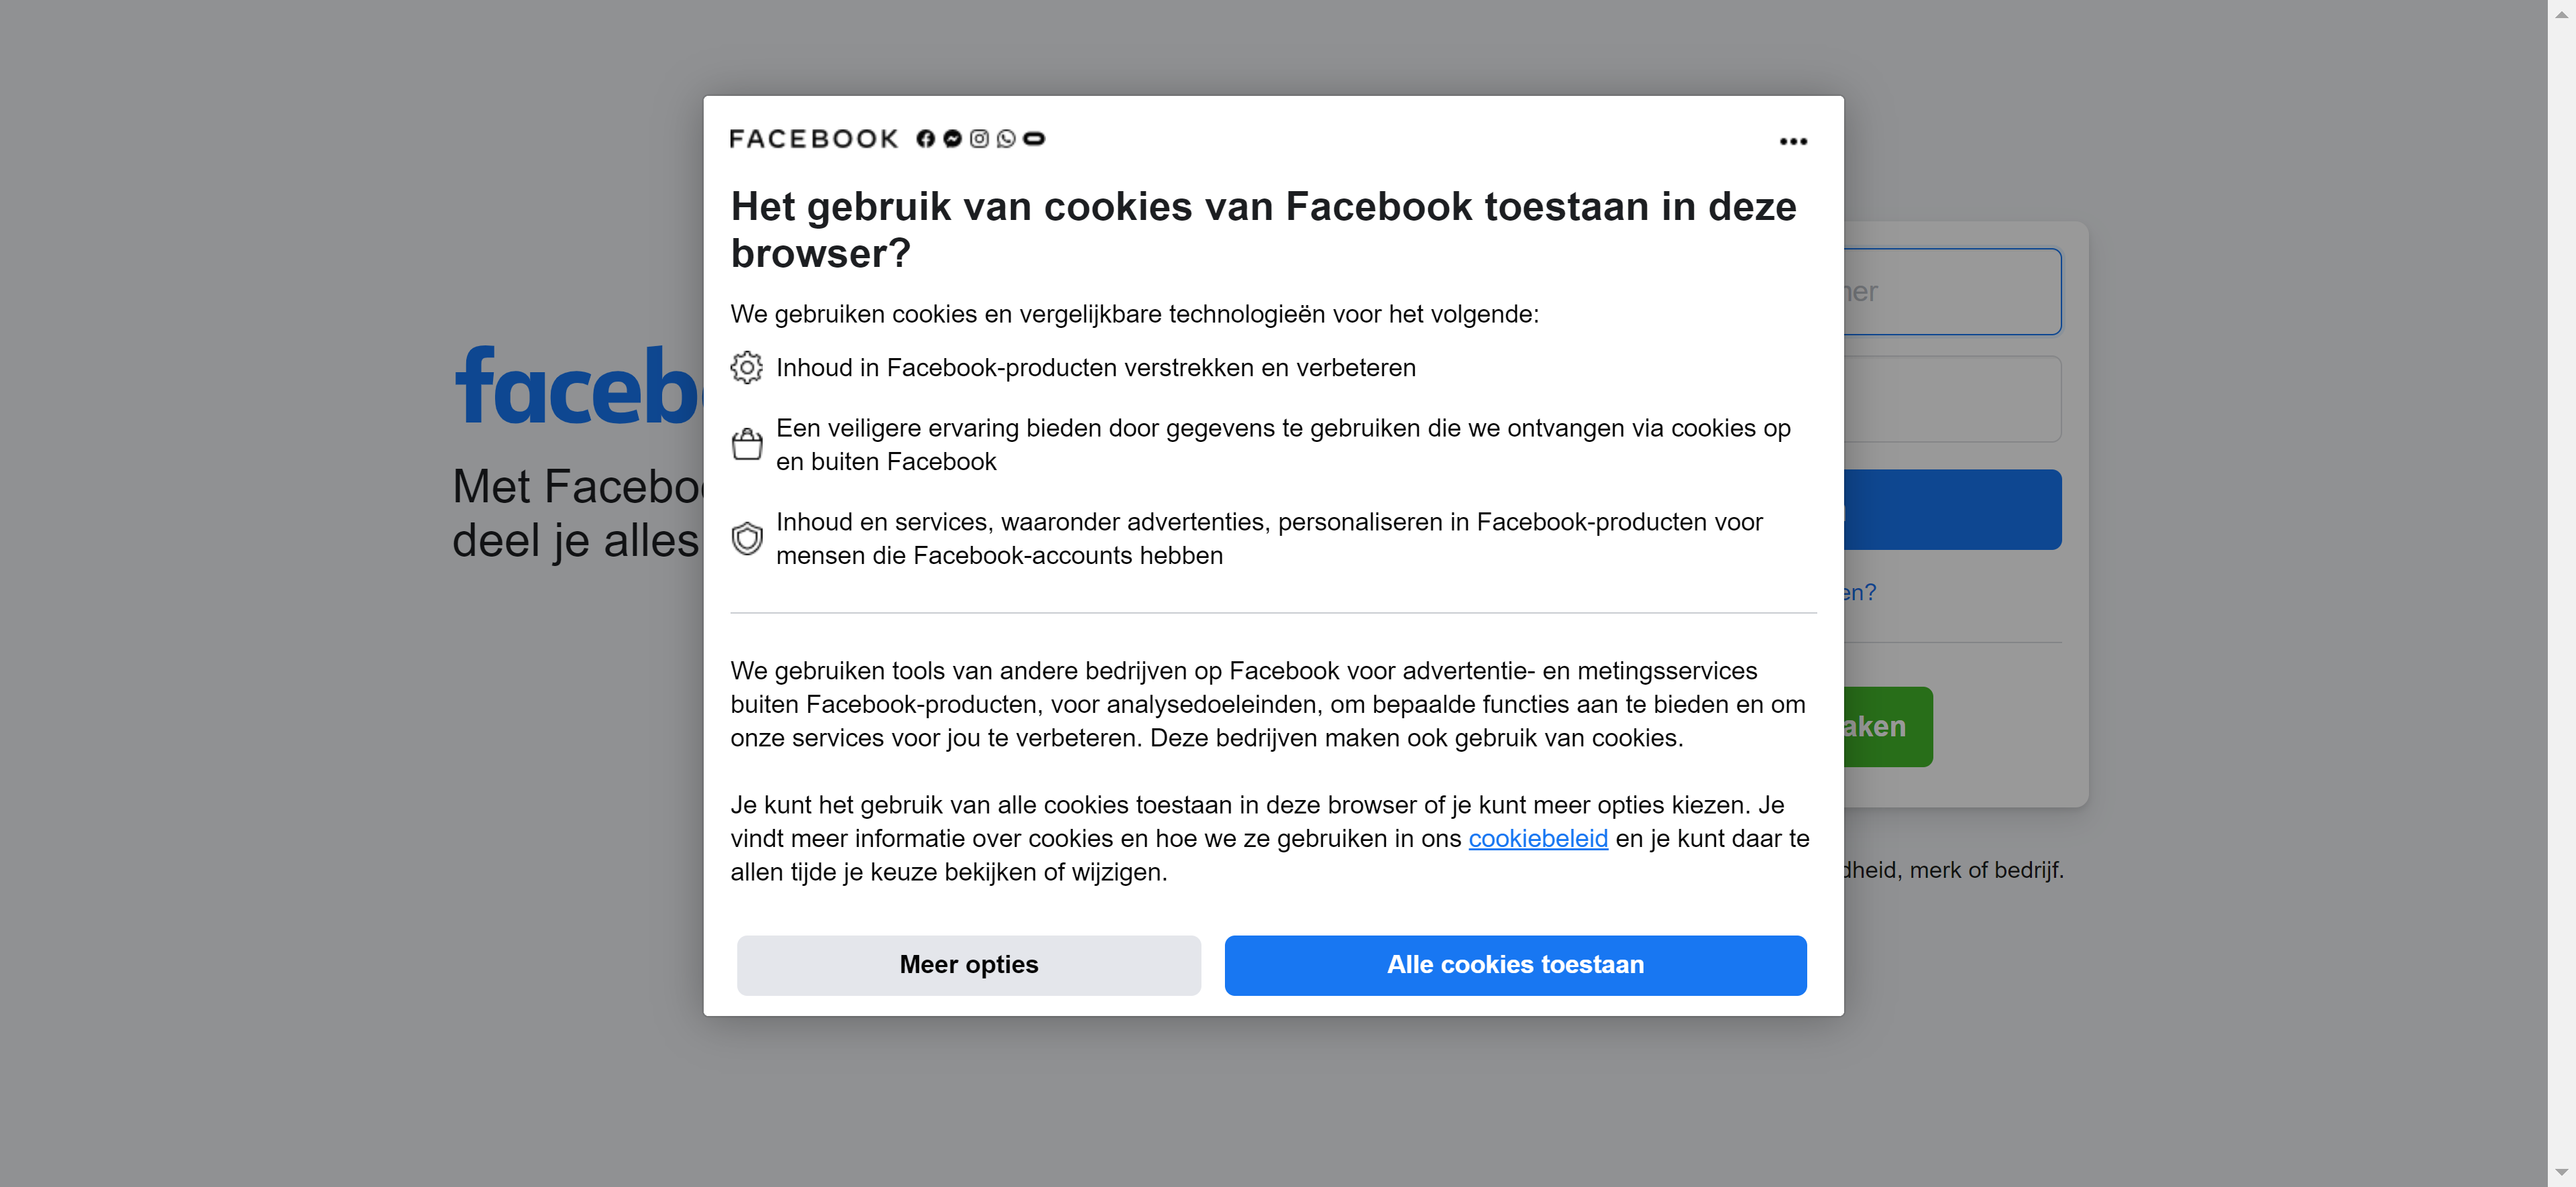 FACEBOOK
Het gebruik van cookies van Facebook toestaan in deze
browser?
We gebruiken cookies en vergelijkbare technologieën voor het volgende:
Inhoud in Facebook-producten verstrekken en verbeteren
Een veiligere ervaring bieden door gegevens te gebruiken die we ontvangen via cookies op
en buiten Facebook
Inhoud en services, waaronder advertenties, personaliseren in Facebook-producten voor
mensen die Facebook-accounts hebben
We gebruiken tools van andere bedrijven op Facebook voor advertentie- en metingsservices
buiten Facebook-producten, voor analysedoeleinden, om bepaalde functies aan te bieden en om
onze services voor jou te verbeteren. Deze bedrijven maken ook gebruik van cookies.
Je kunt het gebruik van alle cookies toestaan in deze browser of je kunt meer opties kiezen. Je
vindt meer informatie over cookies en hoe we ze gebruiken in ons cookiebeleid en je kunt daar te
allen tijde je keuze bekijken of wijzigen.
Meer opties
Alle cookies toestaan
Met
deel je alles
merk of bedrijf.